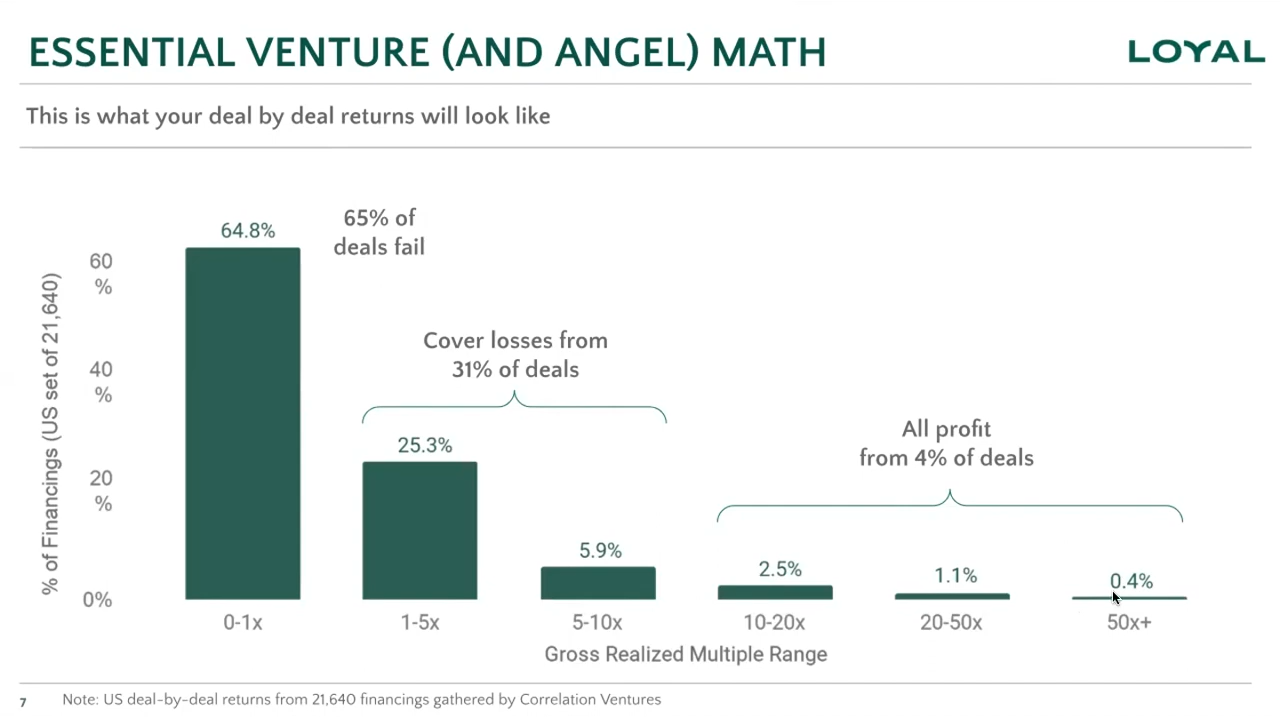 ESSENTIAL VENTURE (AND ANGEL) MATH
LOYAL
This is what your deal by deal returns will look like
64.8%
65% of
deals fail
60
%
Cover losses from
31% of deals
40
%
25.3%
All profit
from 4% of deals
20
%
5.9%
2.5%
1.1%
0.4%
0%
% of Financings (US set of 21,640)
0-1x
1-5x
5-10x
10-20x
20-50x
50x+
Gross Realized Multiple Range
7
Note: US deal-by-deal returns from 21,640 financings gathered by Correlation Ventures